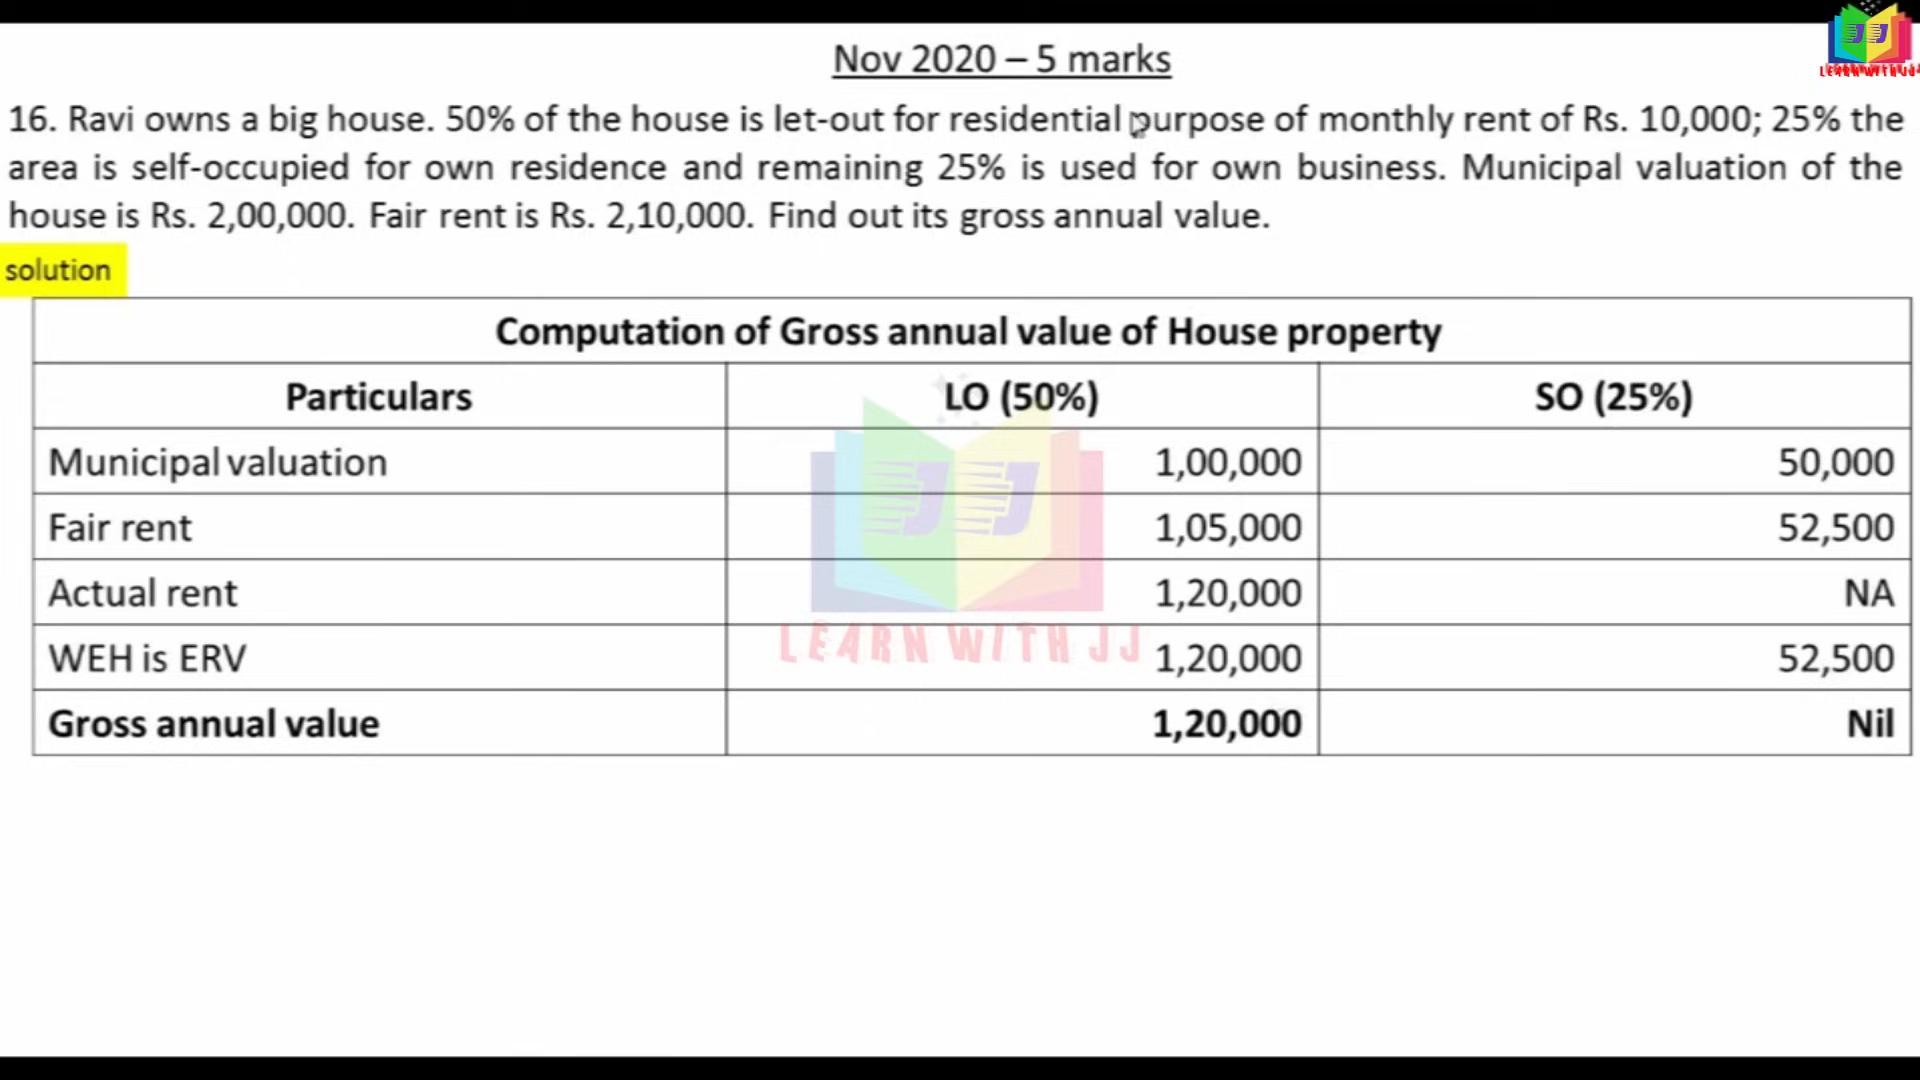 Nov 2020 – 5 marks
16. Ravi owns a big house. 50% of the house is let-out for residential purpose of monthly rent of Rs. 10,000; 25% the
area is self-occupied for own residence and remaining 25% is used for own business. Municipal valuation of the
house is Rs. 2,00,000. Fair rent is Rs. 2,10,000. Find out its gross annual value.
solution
Computation of Gross annual value of House property
Particulars LO (50%) SO (25%)
Municipal valuation 1,00,000 50,000
Fair rent 1,05,000 52,500
Actual rent 1,20,000 NA
WEH is ERV 1,20,000 52,500
Gross annual value 1,20,000 Nil
JJ
LEARN WITH JJ
JJ
LEARN WITH JJ